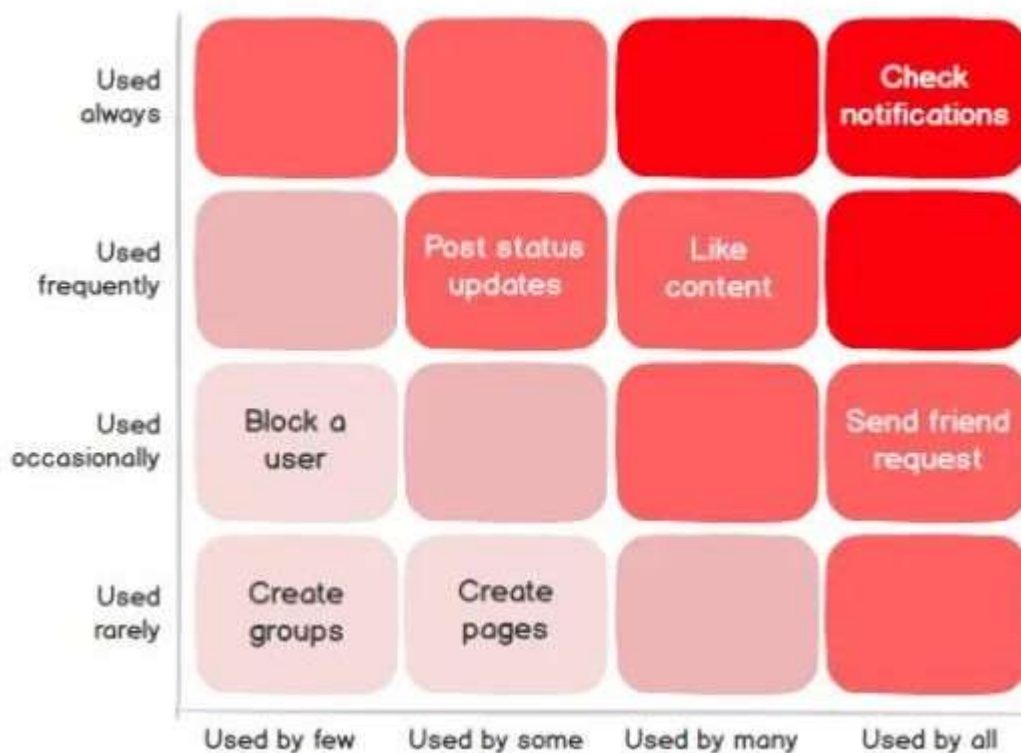 Used
always
Check
notifications
Used
frequently
Post status
updates
Like
content
Used
occasionally
Block a
user
Send friend
request
Used
rarely
Create
groups
Create
pages
Used by few
Used by some
Used by many
Used by all